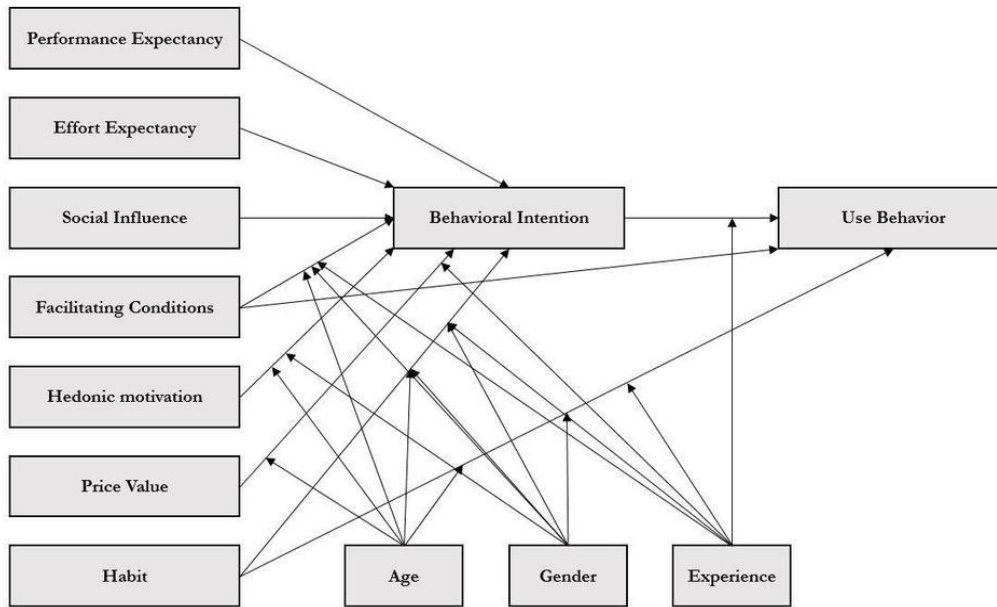 Performance Expectancy
Effort Expectancy
Social Influence
Behavioral Intention
Use Behavior
Facilitating Conditions
Hedonic motivation
Price Value
Habit
Age
Gender
Experience